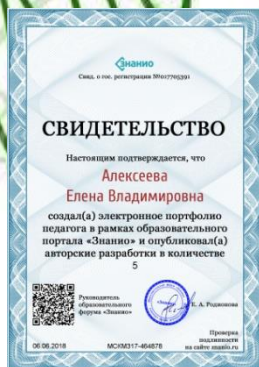 Знанио
Свид. о гос. регистрации №017705391
СВИДЕТЕЛЬСТВО
Настоящим подтверждается, что
Алексеева
Елена Владимировна
создал(а) электронное портфолио
педагога в рамках образовательного
портала «Знанио» и опубликовал(а)
авторские разработки в количестве
5
Руководитель
образовательного
форума «Знанио»
Е. А. Родионова
06.06.2018
МСКМ317-464878
Проверка
подлинности
на сайте znanio.ru